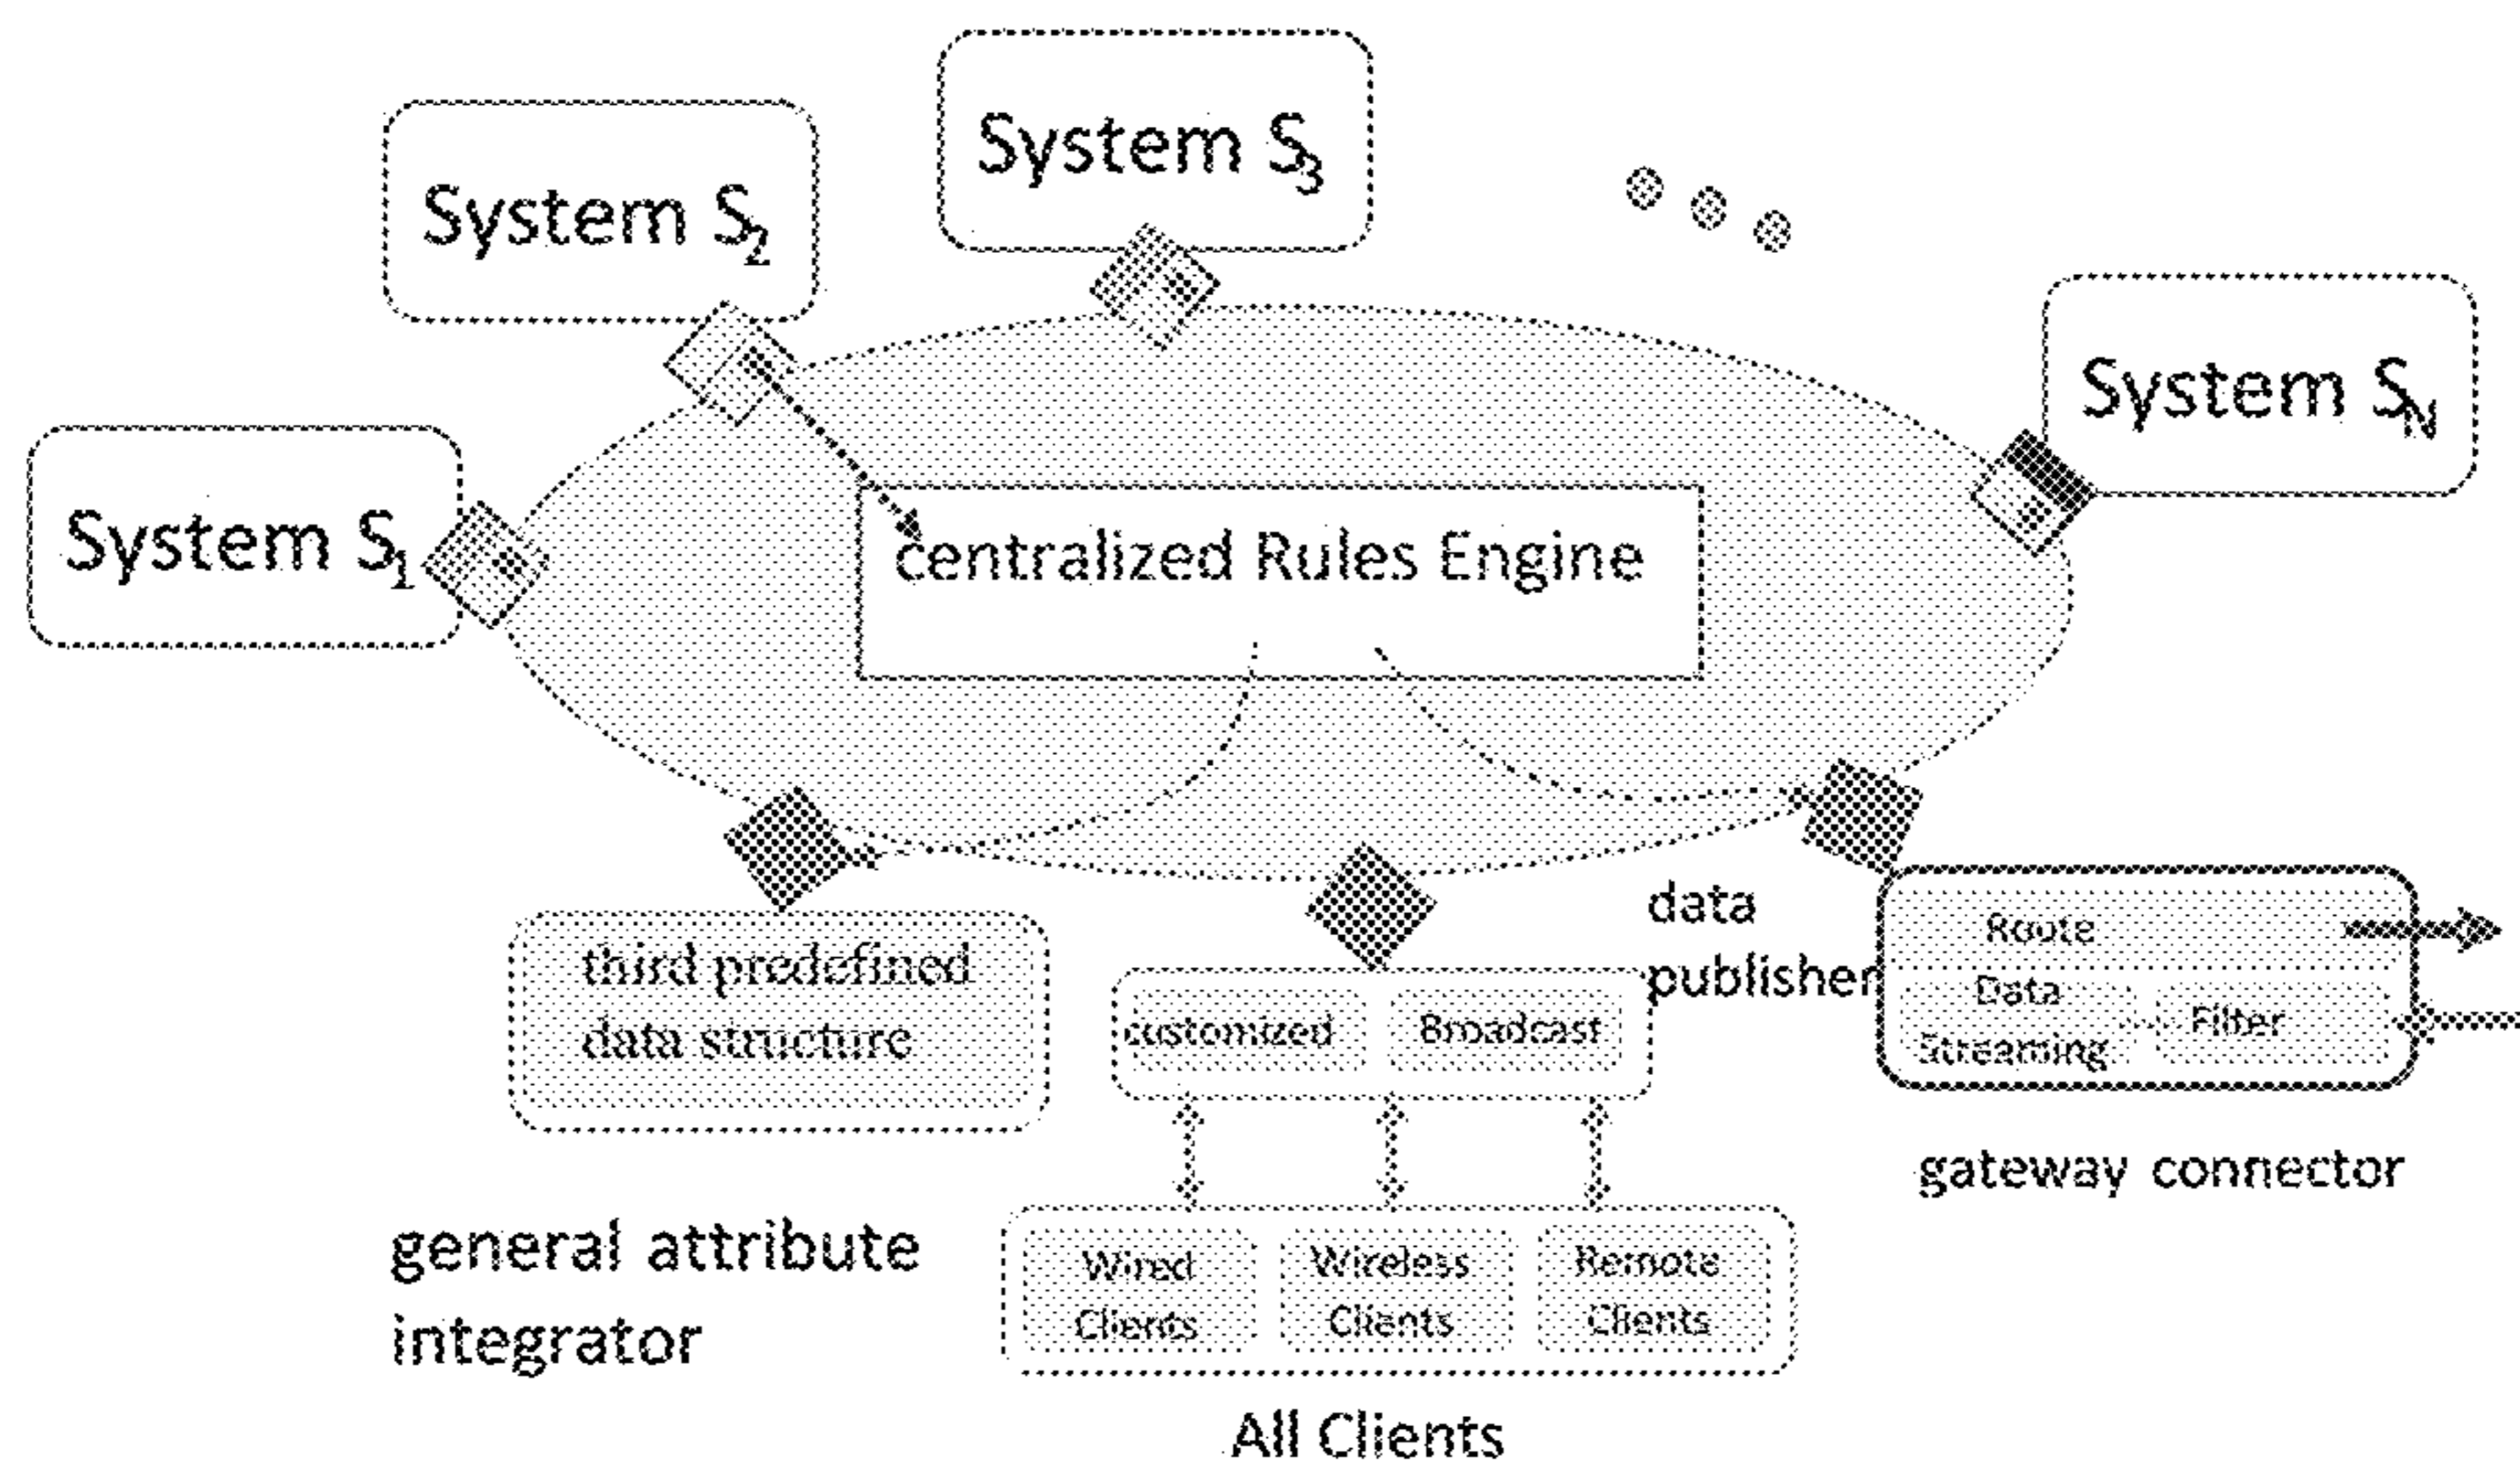 System S3
System S2
System SN
System S1
centralized Rules Engine
third predefined
data structure
data
publisher
customized
Broadcast
Route
Data
Streaming
Filter
gateway connector
general attribute
integrator
Wired
Clients
Wireless
Clients
Remote
Clients
All Clients